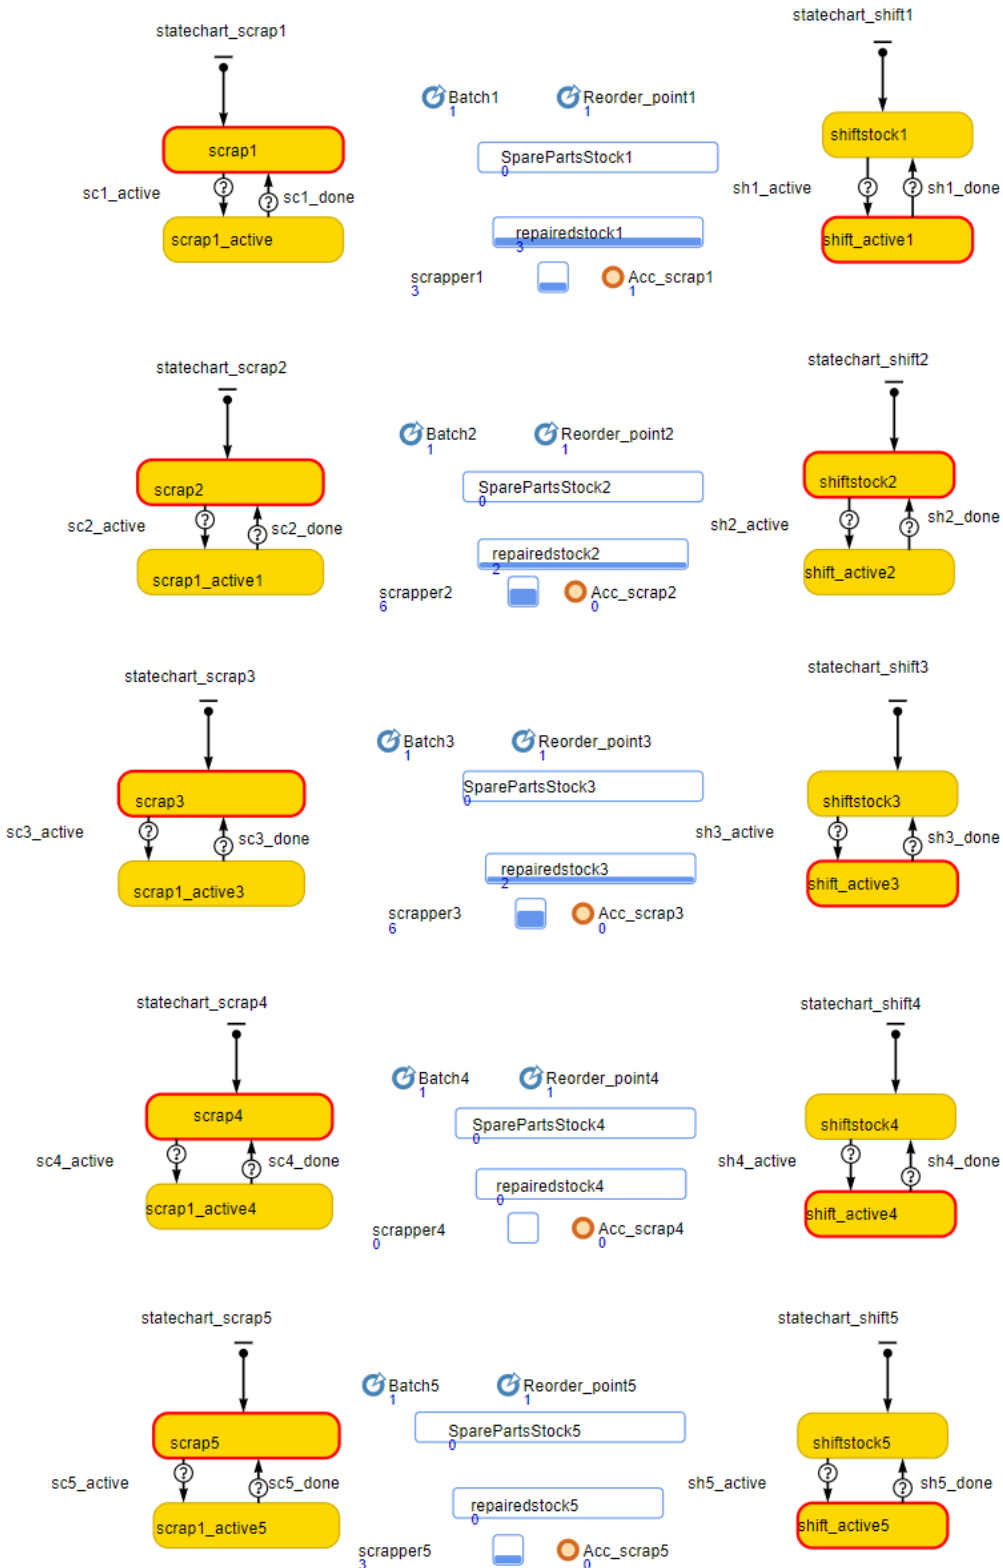 statechart_scrap1
statechart_shift1
Batch1
1
Reorder_point1
1
scrap1
SparePartsStock1
0
shiftstock1
sc1_active
?
?
sc1_done
sh1_active
?
?
sh1_done
scrap1_active
repairedstock1
3
shift_active1
scrapper1
3
Acc_scrap1
1
statechart_scrap2
statechart_shift2
Batch2
1
Reorder_point2
1
scrap2
SparePartsStock2
0
shiftstock2
sc2_active
?
?
sc2_done
sh2_active
?
?
sh2_done
scrap1_active1
repairedstock2
2
shift_active2
scrapper2
6
Acc_scrap2
0
statechart_scrap3
statechart_shift3
Batch3
1
Reorder_point3
1
scrap3
SparePartsStock3
0
shiftstock3
sc3_active
?
?
sc3_done
sh3_active
?
?
sh3_done
scrap1_active3
repairedstock3
2
shift_active3
scrapper3
6
Acc_scrap3
0
statechart_scrap4
statechart_shift4
Batch4
1
Reorder_point4
1
scrap4
SparePartsStock4
0
shiftstock4
sc4_active
?
?
sc4_done
sh4_active
?
?
sh4_done
scrap1_active4
repairedstock4
0
shift_active4
scrapper4
0
Acc_scrap4
0
statechart_scrap5
statechart_shift5
Batch5
1
Reorder_point5
1
scrap5
SparePartsStock5
0
shiftstock5
sc5_active
?
?
sc5_done
sh5_active
?
?
sh5_done
scrap1_active5
repairedstock5
0
shift_active5
scrapper5
3
Acc_scrap5
0